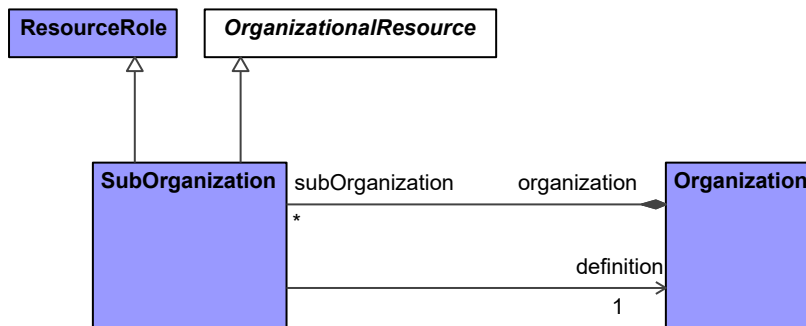 ResourceRole
OrganizationalResource
SubOrganization
subOrganization
organization
Organization
*
definition
1